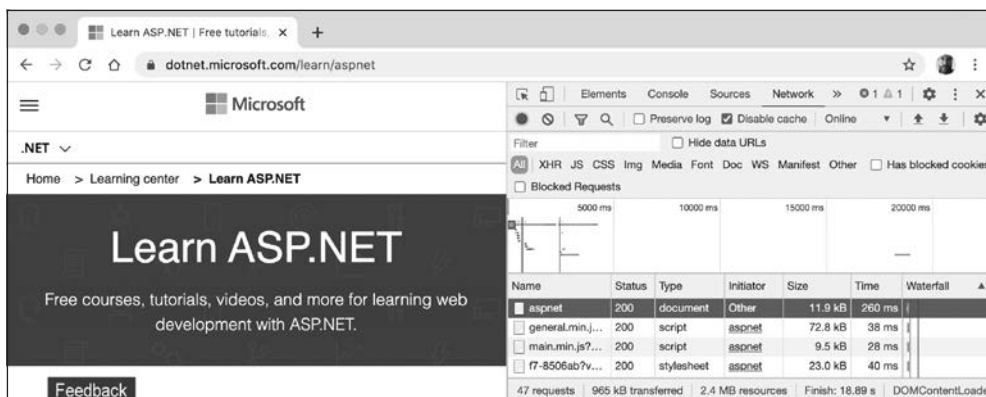 Learn ASP.NET | Free tutorials,
dotnet.microsoft.com/learn/aspnet
Microsoft
.NET
Home > Learning center > Learn ASP.NET
Learn ASP.NET
Free courses, tutorials, videos, and more for learning web
development with ASP.NET.
Feedback
Elements Console Sources Network » 1 1
Preserve log Disable cache Online
Filter Hide data URLs
All XHR JS CSS Img Media Font Doc WS Manifest Other Has blocked cookies
Blocked Requests
5000 ms 10000 ms 15000 ms 20000 ms
Name Status Type Initiator Size Time Waterfall
aspnet 200 document Other 11.9 kB 260 ms
general.min.j... 200 script aspnet 72.8 kB 38 ms
main.min.js?... 200 script aspnet 9.5 kB 28 ms
f7-8506ab?v... 200 stylesheet aspnet 23.0 kB 40 ms
47 requests 965 kB transferred 2.4 MB resources Finish: 18.89 s DOMContentLoade